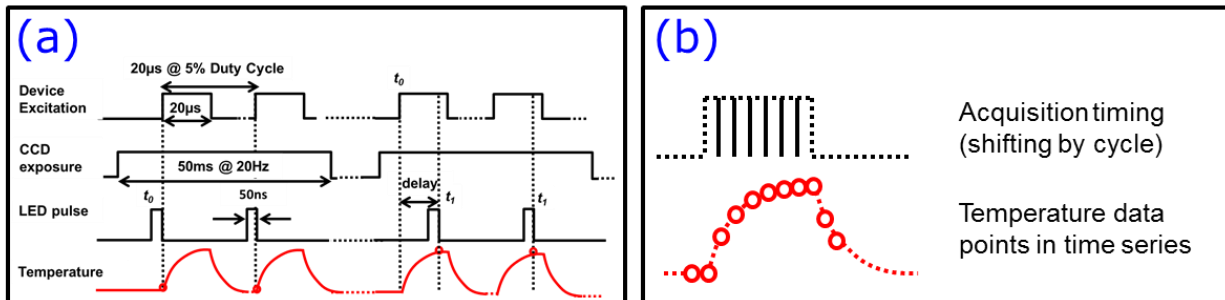 (a)
20µs @ 5% Duty Cycle
Device
Excitation
20µs
t0
CCD
exposure
50ms @ 20Hz
delay
LED pulse
t0
50ns
t1
t1
Temperature
(b)
Acquisition timing
(shifting by cycle)
Temperature data
points in time series